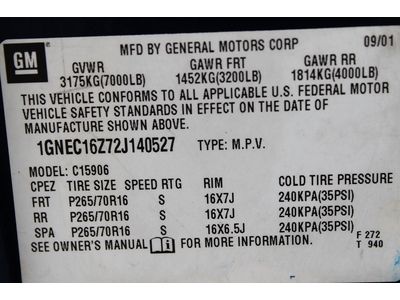 GM
MFD BY GENERAL MOTORS CORP 09/01
GVWR GAWR FRT GAWR RR
3175KG(7000LB) 1452KG(3200LB) 1814KG(4000LB)
THIS VEHICLE CONFORMS TO ALL APPLICABLE U.S. FEDERAL MOTOR
VEHICLE SAFETY STANDARDS IN EFFECT ON THE DATE OF
MANUFACTURE SHOWN ABOVE.
1GNEC16Z72J140527 TYPE: M.P.V.
MODEL: C15906
CPEZ TIRE SIZE SPEED RTG RIM COLD TIRE PRESSURE
FRT P265/70R16 S 16X7J 240KPA(35PSI)
RR P265/70R16 S 16X7J 240KPA(35PSI)
SPA P265/70R16 S 16X6.5J 240KPA(35PSI)
SEE OWNER'S MANUAL FOR MORE INFORMATION. F 272
T 940